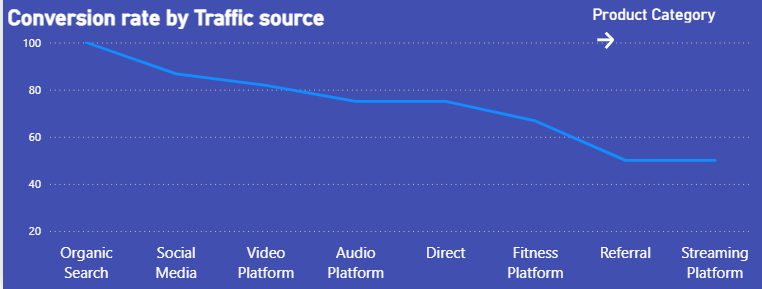 Conversion rate by Traffic source
Product Category
100
80
60
40
20
Organic Search
Social Media
Video Platform
Audio Platform
Direct
Fitness Platform
Referral
Streaming Platform